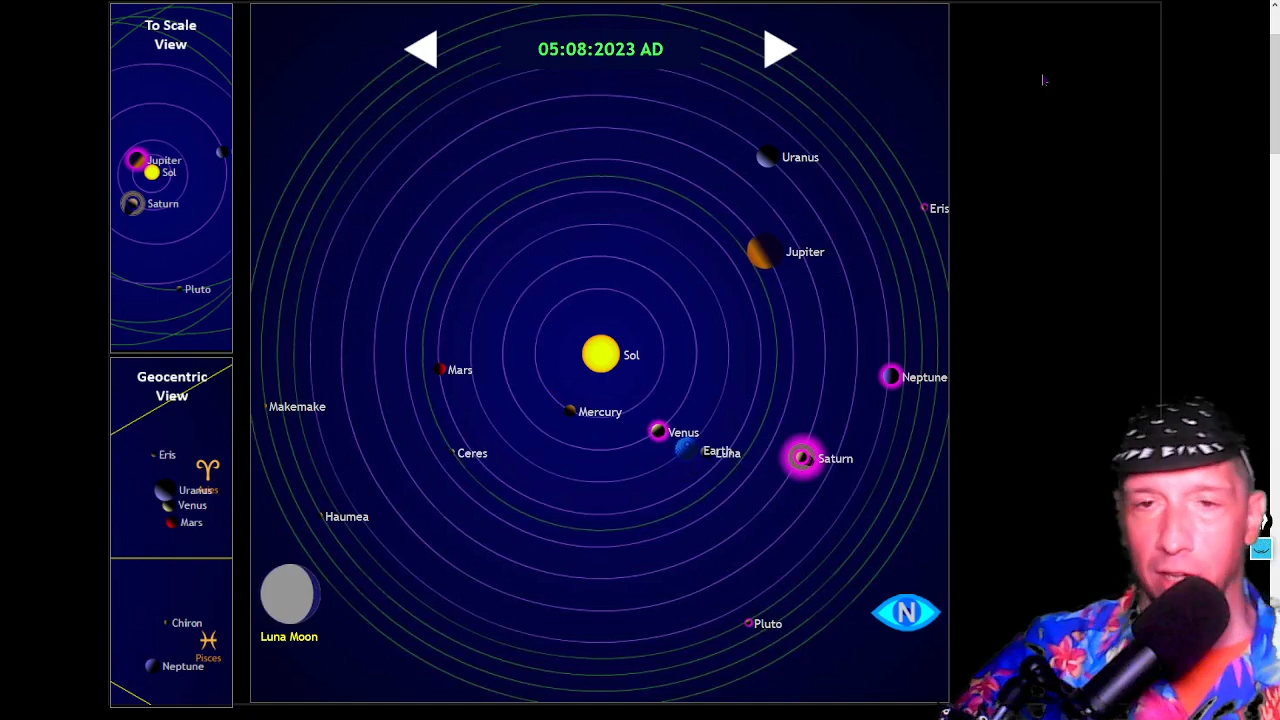 To Scale
View
Jupiter
Sol
Saturn
Pluto
Geocentric
View
Eris
Uranus
Venus
Mars
Chiron
Pisces
Neptune
05:08:2023 AD
Uranus
Eris
Jupiter
Sol
Mars
Neptune
Makemake
Mercury
Venus
Earth
Ceres
Saturn
Haumea
Pluto
Luna Moon
N